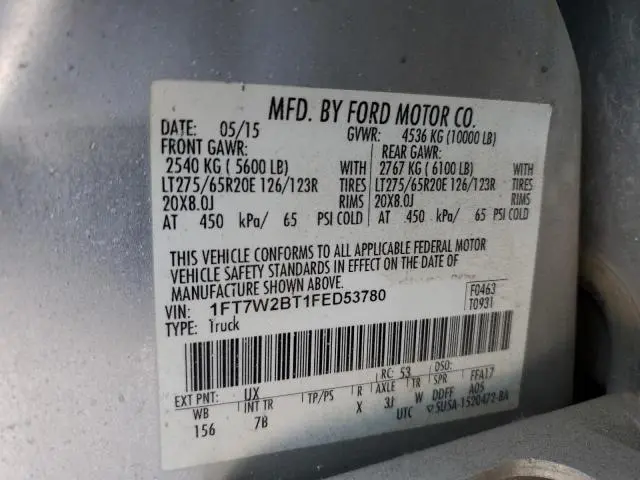 MFD. BY FORD MOTOR CO.
DATE: 05/15 GVWR: 4536 KG (10000 LB)
FRONT GAWR: REAR GAWR:
2540 KG ( 5600 LB) WITH 2767 KG ( 6100 LB) WITH
LT275/65R20E 126/123R TIRES LT275/65R20E 126/123R TIRES
20X8.0J RIMS 20X8.0J RIMS
AT 450 kPa/ 65 PSI COLD AT 450 kPa/ 65 PSI COLD
THIS VEHICLE CONFORMS TO ALL APPLICABLE FEDERAL MOTOR
VEHICLE SAFETY STANDARDS IN EFFECT ON THE DATE OF
MANUFACTURE SHOWN ABOVE.
VIN: 1FT7W2BT1FED53780 F0463
TYPE: Truck T0931
RC: 53 DSO:
EXT PNT: UX FFA17
WB INT TR TP/PS R AXLE TR SPR A05
156 7B X 3J W DDFF
UTC ▽5U5A-1520472-BA